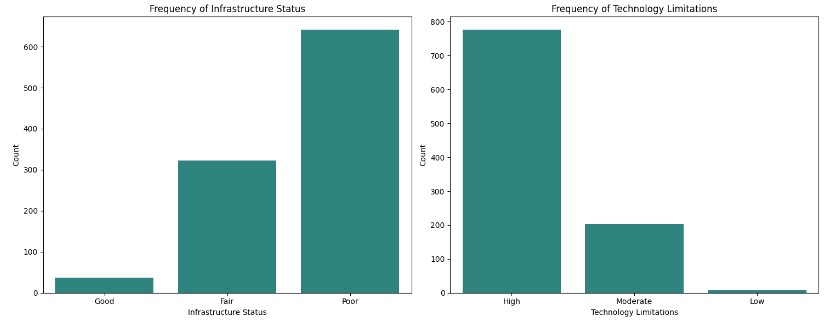 Frequency of Infrastructure Status
600
500
400
300
200
100
0
Count
Good Fair Poor
Infrastructure Status
Frequency of Technology Limitations
800
700
600
500
400
300
200
100
0
Count
High Moderate Low
Technology Limitations